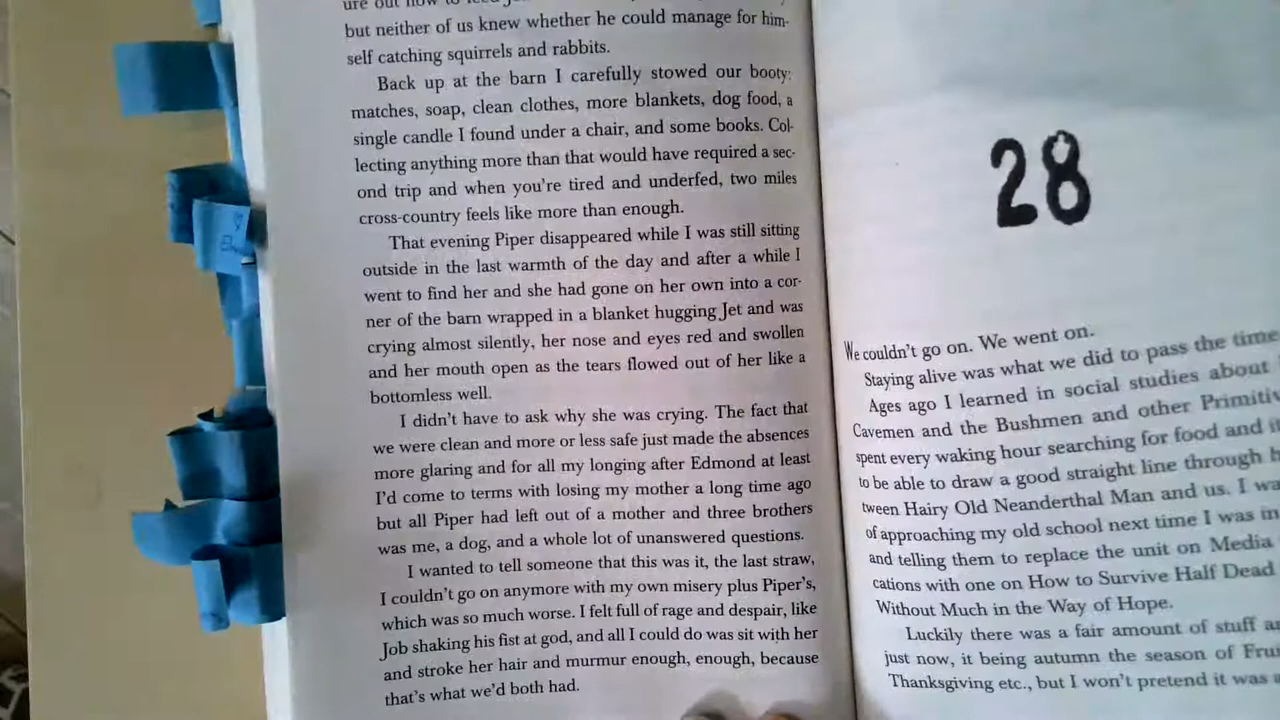 but neither of us knew whether he could manage for him-
self catching squirrels and rabbits.
Back up at the barn I carefully stowed our booty:
matches, soap, clean clothes, more blankets, dog food, a
single candle I found under a chair, and some books. Col-
lecting anything more than that would have required a sec-
ond trip and when you're tired and underfed, two miles
cross-country feels like more than enough.
That evening Piper disappeared while I was still sitting
outside in the last warmth of the day and after a while I
went to find her and she had gone on her own into a cor-
ner of the barn wrapped in a blanket hugging Jet and was
crying almost silently, her nose and eyes red and swollen
and her mouth open as the tears flowed out of her like a
bottomless well.
I didn't have to ask why she was crying. The fact that
we were clean and more or less safe just made the absences
more glaring and for all my longing after Edmond at least
I'd come to terms with losing my mother a long time ago
but all Piper had left out of a mother and three brothers
was me, a dog, and a whole lot of unanswered questions.
I wanted to tell someone that this was it, the last straw,
I couldn't go on anymore with my own misery plus Piper's,
which was so much worse. I felt full of rage and despair, like
Job shaking his fist at god, and all I could do was sit with her
and stroke her hair and murmur enough, enough, because
that's what we'd both had.
28
We couldn't go on. We went on.
Staying alive was what we did to pass the time
Ages ago I learned in social studies about
Cavemen and the Bushmen and other
spent every waking hour searching for food and
to be able to draw a good straight line through
tween Hairy Old Neanderthal Man and us. I
of approaching my old school next time I was
and telling them to replace the unit on Media
cations with one on How to Survive Half Dead
Without Much in the Way of Hope.
Luckily there was a fair amount of stuff
just now, it being autumn the season of
Thanksgiving etc., but I won't pretend it was